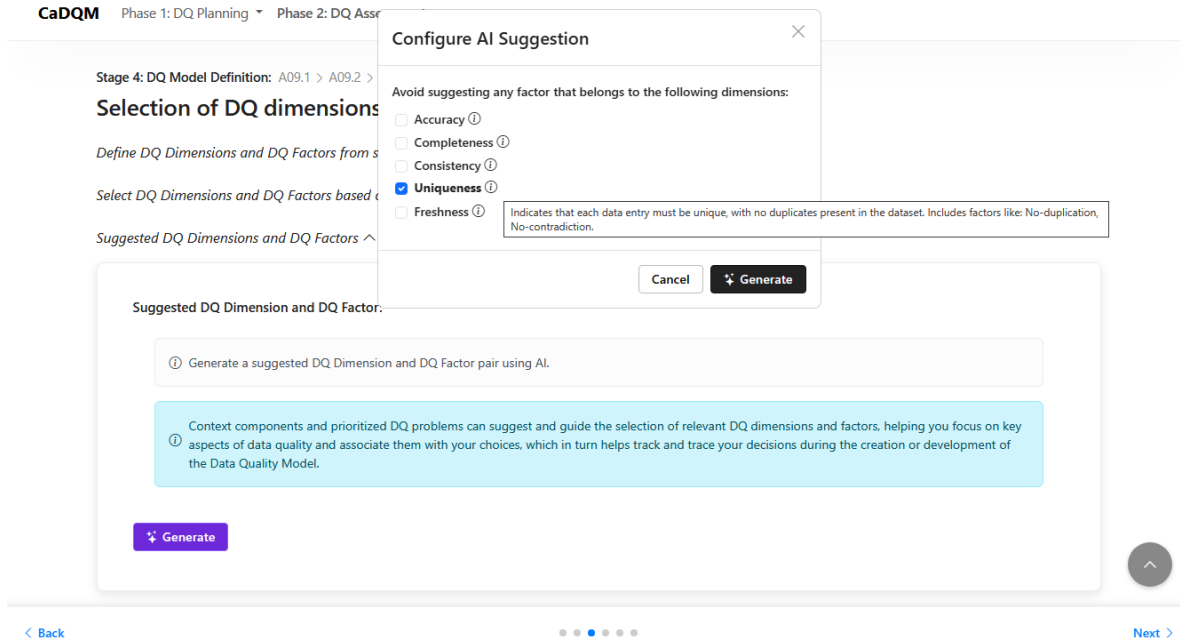 CaDQM Phase 1: DQ Planning Phase 2: DQ Asse
Configure AI Suggestion
Avoid suggesting any factor that belongs to the following dimensions:
Accuracy
Completeness
Consistency
Uniqueness
Freshness
Indicates that each data entry must be unique, with no duplicates present in the dataset. Includes factors like: No-duplication,
No-contradiction.
Cancel Generate
Stage 4: DQ Model Definition: A09.1 > A09.2 >
Selection of DQ dimensions
Define DQ Dimensions and DQ Factors from s
Select DQ Dimensions and DQ Factors based
Suggested DQ Dimensions and DQ Factors
Suggested DQ Dimension and DQ Factor:
Generate a suggested DQ Dimension and DQ Factor pair using AI.
Context components and prioritized DQ problems can suggest and guide the selection of relevant DQ dimensions and factors, helping you focus on key
aspects of data quality and associate them with your choices, which in turn helps track and trace your decisions during the creation or development of
the Data Quality Model.
Generate
< Back Next >